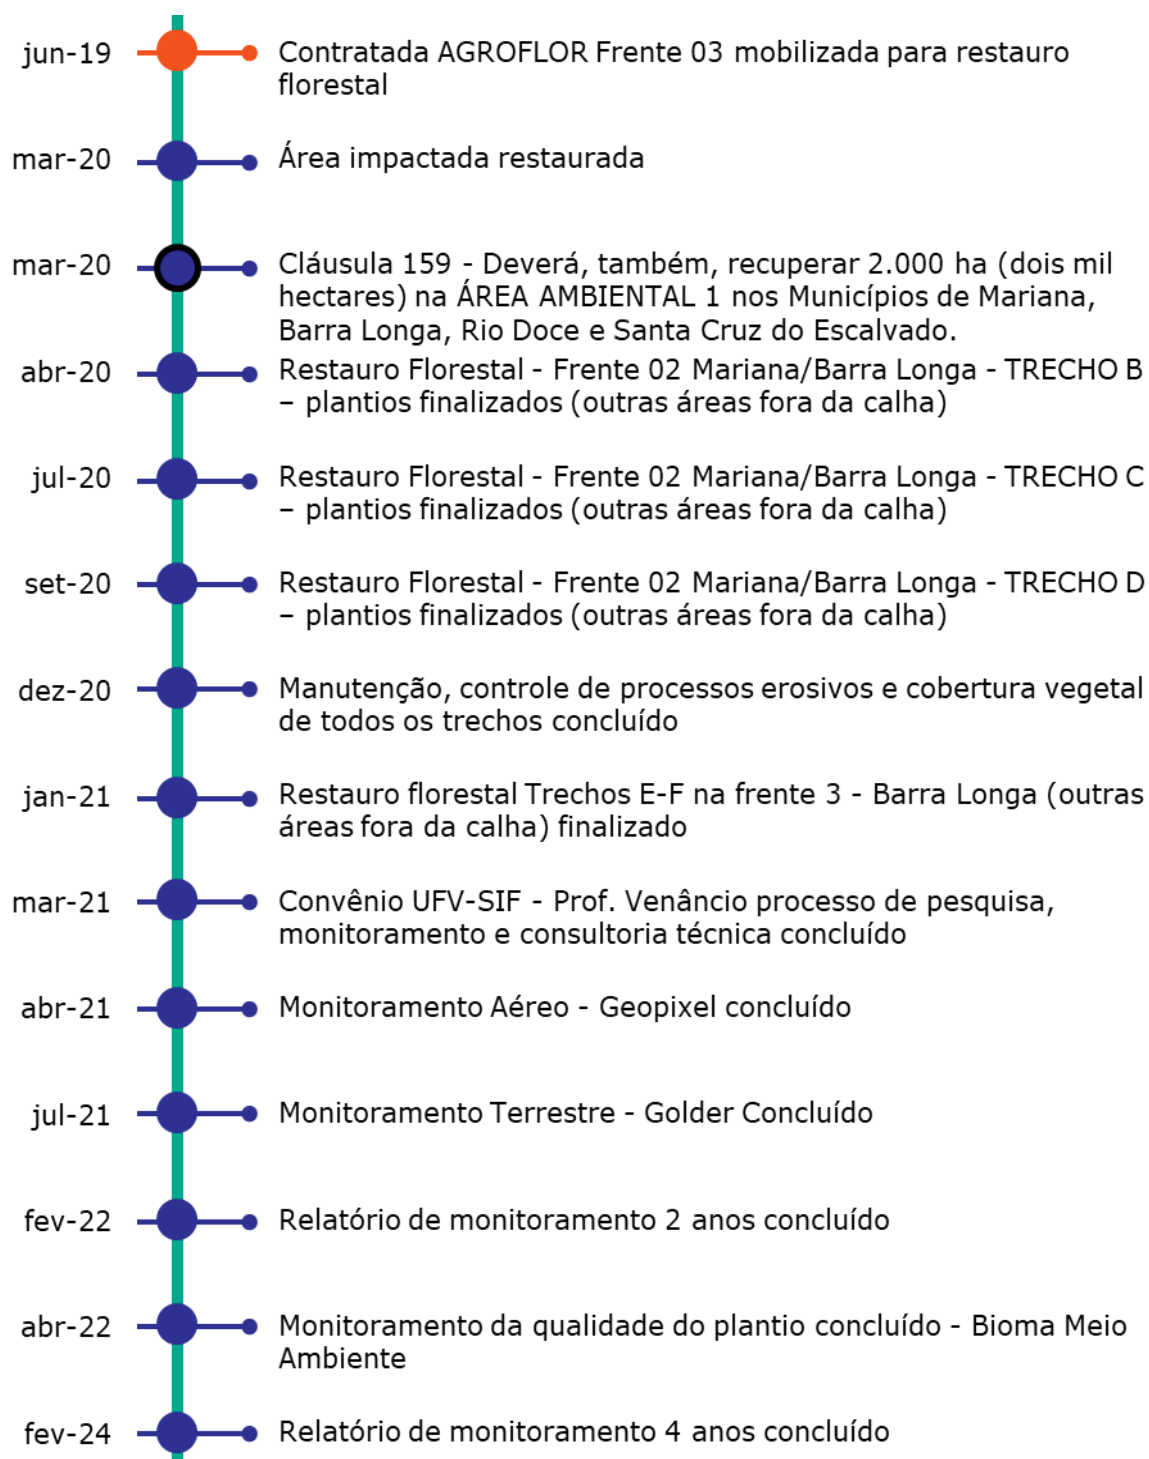 jun-19 Contratada AGROFLOR Frente 03 mobilizada para restauro
florestal
mar-20 Área impactada restaurada
mar-20 Cláusula 159 - Deverá, também, recuperar 2.000 ha (dois mil
hectares) na ÁREA AMBIENTAL 1 nos Municípios de Mariana,
Barra Longa, Rio Doce e Santa Cruz do Escalvado.
abr-20 Restauro Florestal - Frente 02 Mariana/Barra Longa - TRECHO B
– plantios finalizados (outras áreas fora da calha)
jul-20 Restauro Florestal - Frente 02 Mariana/Barra Longa - TRECHO C
– plantios finalizados (outras áreas fora da calha)
set-20 Restauro Florestal - Frente 02 Mariana/Barra Longa - TRECHO D
– plantios finalizados (outras áreas fora da calha)
dez-20 Manutenção, controle de processos erosivos e cobertura vegetal
de todos os trechos concluído
jan-21 Restauro florestal Trechos E-F na frente 3 - Barra Longa (outras
áreas fora da calha) finalizado
mar-21 Convênio UFV-SIF - Prof. Venâncio processo de pesquisa,
monitoramento e consultoria técnica concluído
abr-21 Monitoramento Aéreo - Geopixel concluído
jul-21 Monitoramento Terrestre - Golder Concluído
fev-22 Relatório de monitoramento 2 anos concluído
abr-22 Monitoramento da qualidade do plantio concluído - Bioma Meio
Ambiente
fev-24 Relatório de monitoramento 4 anos concluído